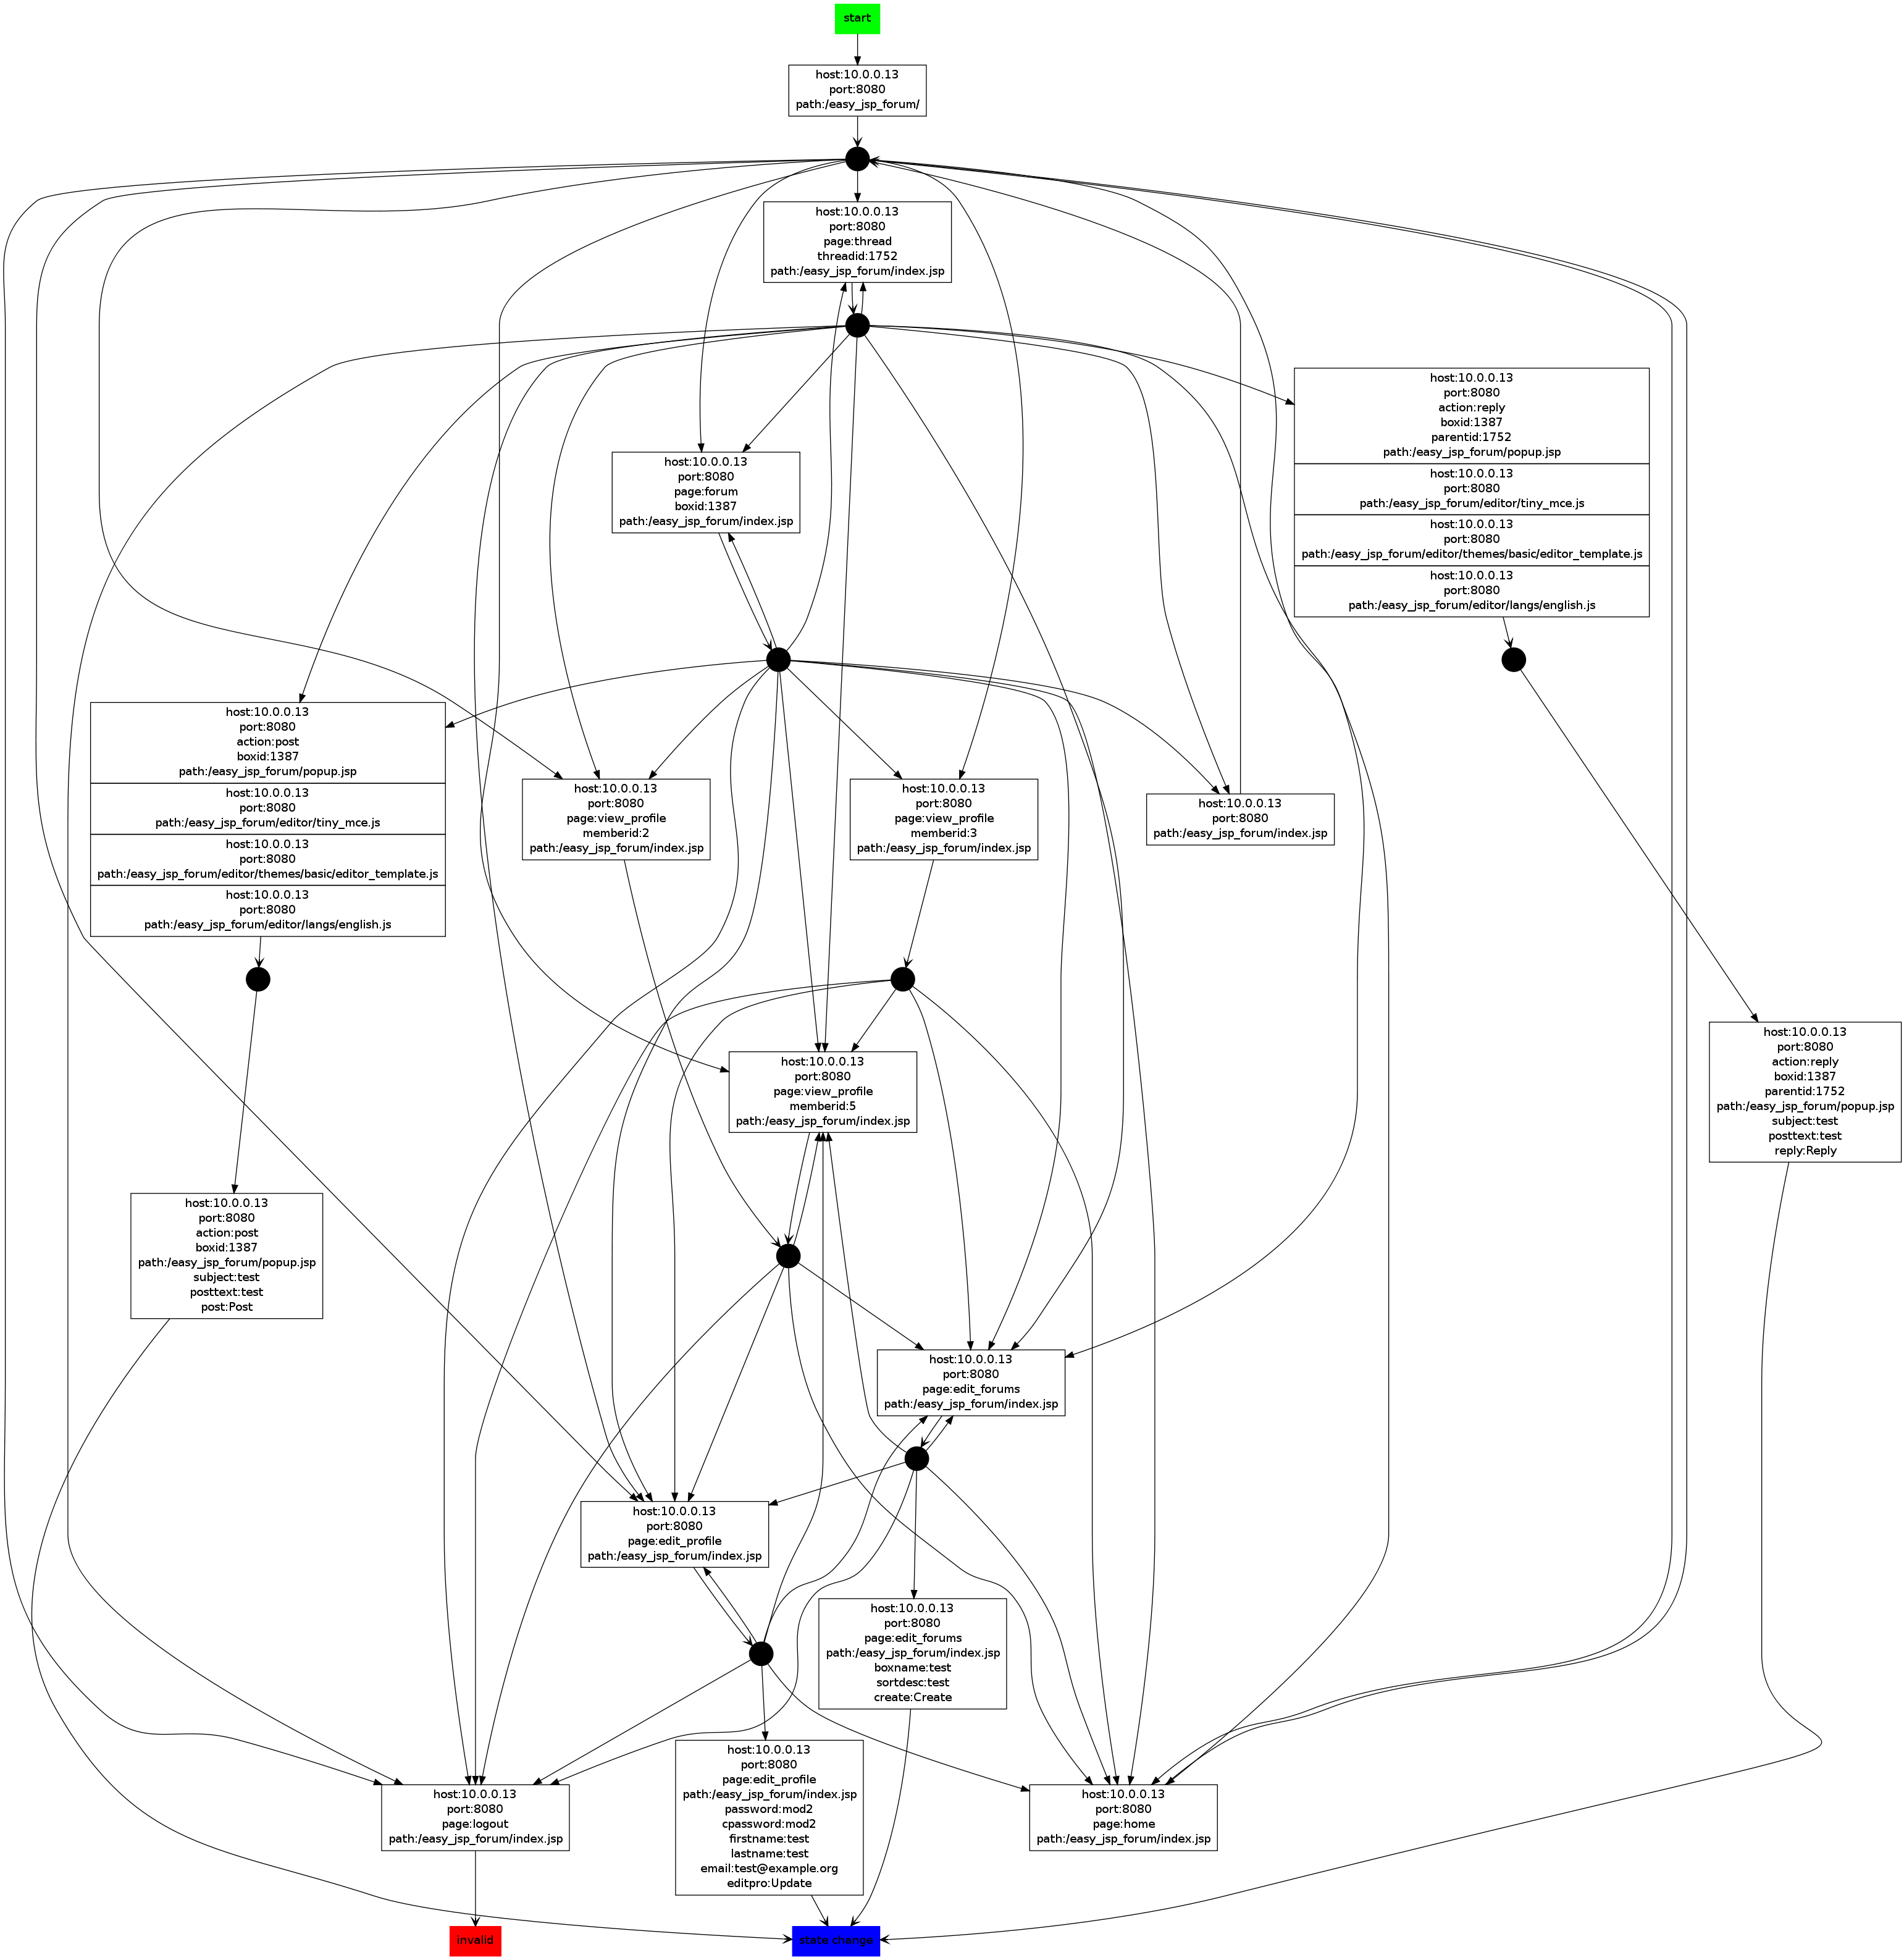 start
host:10.0.0.13
port:8080
path:/easy_jsp_forum/
host:10.0.0.13
port:8080
page:thread
threadid:1752
path:/easy_jsp_forum/index.jsp
host:10.0.0.13
port:8080
action:reply
boxid:1387
parentid:1752
path:/easy_jsp_forum/popup.jsp
host:10.0.0.13
port:8080
path:/easy_jsp_forum/editor/tiny_mce.js
host:10.0.0.13
port:8080
path:/easy_jsp_forum/editor/themes/basic/editor_template.js
host:10.0.0.13
port:8080
path:/easy_jsp_forum/editor/langs/english.js
host:10.0.0.13
port:8080
page:forum
boxid:1387
path:/easy_jsp_forum/index.jsp
host:10.0.0.13
port:8080
action:post
boxid:1387
path:/easy_jsp_forum/popup.jsp
host:10.0.0.13
port:8080
path:/easy_jsp_forum/editor/tiny_mce.js
host:10.0.0.13
port:8080
path:/easy_jsp_forum/editor/themes/basic/editor_template.js
host:10.0.0.13
port:8080
path:/easy_jsp_forum/editor/langs/english.js
host:10.0.0.13
port:8080
page:view_profile
memberid:2
path:/easy_jsp_forum/index.jsp
host:10.0.0.13
port:8080
page:view_profile
memberid:3
path:/easy_jsp_forum/index.jsp
host:10.0.0.13
port:8080
path:/easy_jsp_forum/index.jsp
host:10.0.0.13
port:8080
page:view_profile
memberid:5
path:/easy_jsp_forum/index.jsp
host:10.0.0.13
port:8080
action:reply
boxid:1387
parentid:1752
path:/easy_jsp_forum/popup.jsp
subject:test
posttext:test
reply:Reply
host:10.0.0.13
port:8080
action:post
boxid:1387
path:/easy_jsp_forum/popup.jsp
subject:test
posttext:test
post:Post
host:10.0.0.13
port:8080
page:edit_forums
path:/easy_jsp_forum/index.jsp
host:10.0.0.13
port:8080
page:edit_profile
path:/easy_jsp_forum/index.jsp
host:10.0.0.13
port:8080
page:edit_forums
path:/easy_jsp_forum/index.jsp
boxname:test
sortdesc:test
create:Create
host:10.0.0.13
port:8080
page:edit_profile
path:/easy_jsp_forum/index.jsp
password:mod2
cpassword:mod2
firstname:test
lastname:test
email:test@example.org
editpro:Update
host:10.0.0.13
port:8080
page:logout
path:/easy_jsp_forum/index.jsp
host:10.0.0.13
port:8080
page:home
path:/easy_jsp_forum/index.jsp
invalid
state change